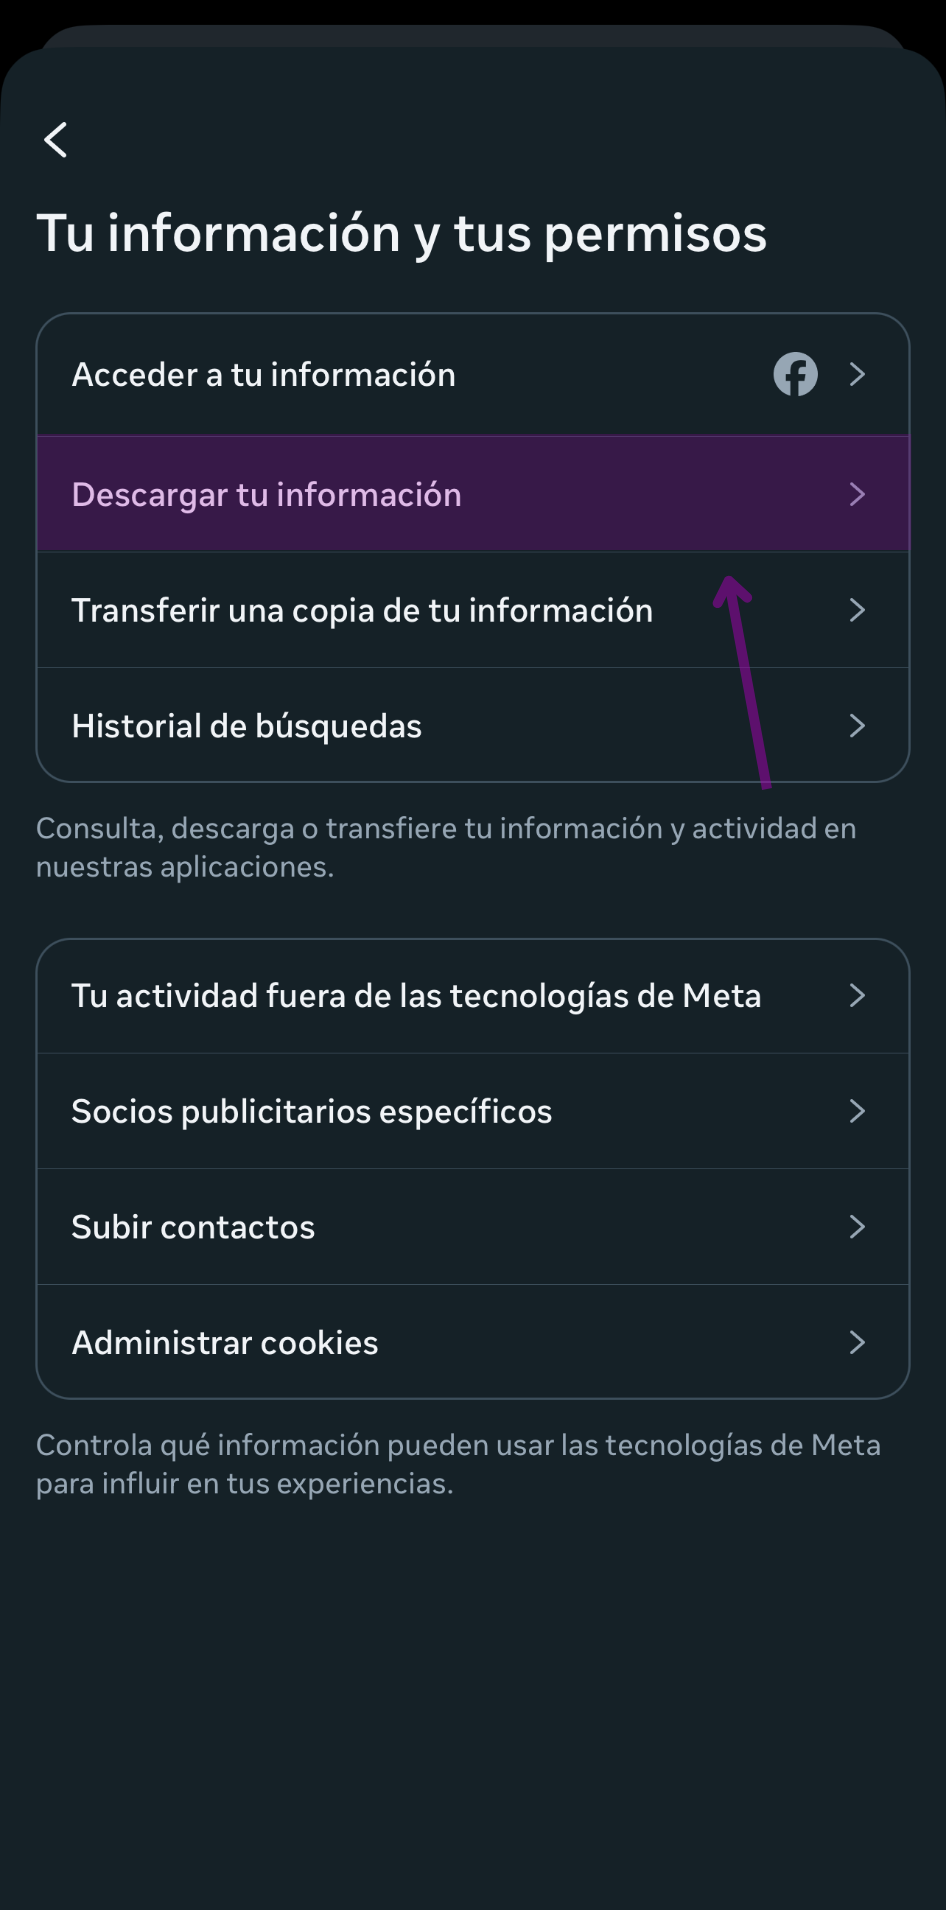 Tu información y tus permisos
Acceder a tu información
Descargar tu información
Transferir una copia de tu información
Historial de búsquedas
Consulta, descarga o transfiere tu información y actividad en
nuestras aplicaciones.
Tu actividad fuera de las tecnologías de Meta
Socios publicitarios específicos
Subir contactos
Administrar cookies
Controla qué información pueden usar las tecnologías de Meta
para influir en tus experiencias.